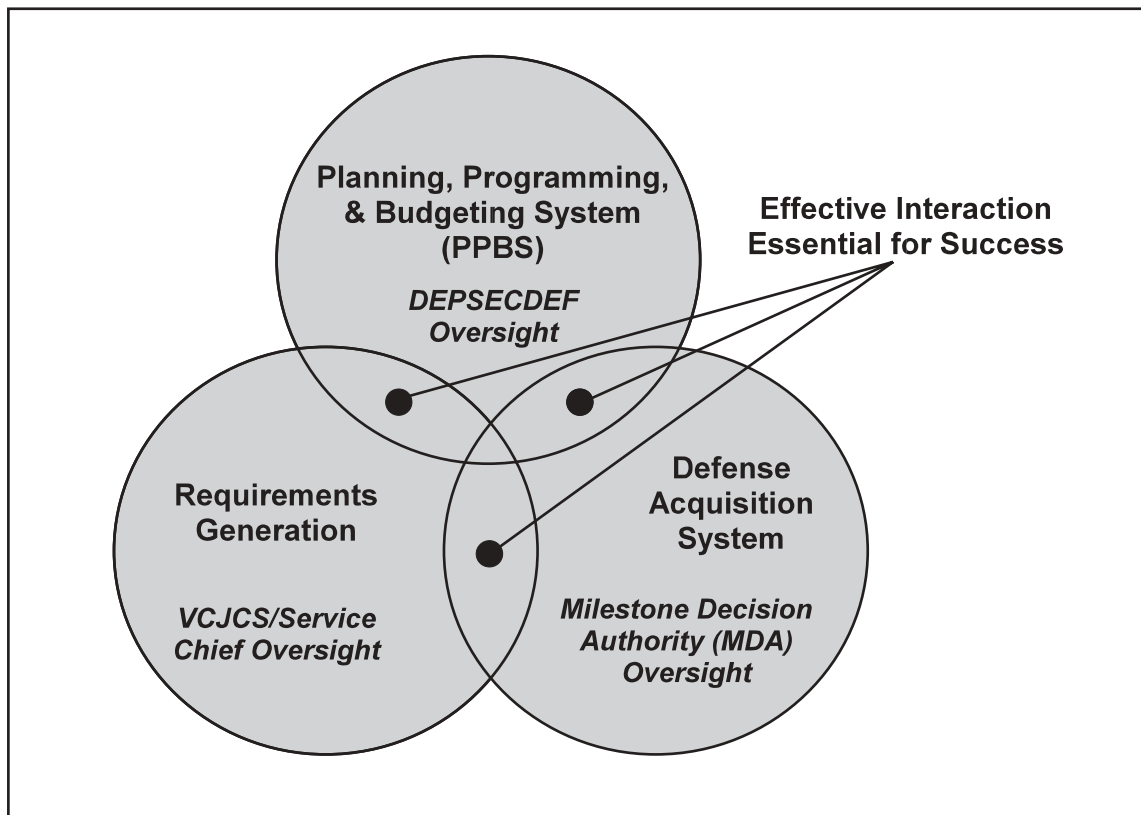 Planning, Programming,
& Budgeting System
(PPBS)
DEPSECDEF
Oversight
Effective Interaction
Essential for Success
Requirements
Generation
VCJCS/Service
Chief Oversight
Defense
Acquisition
System
Milestone Decision
Authority (MDA)
Oversight